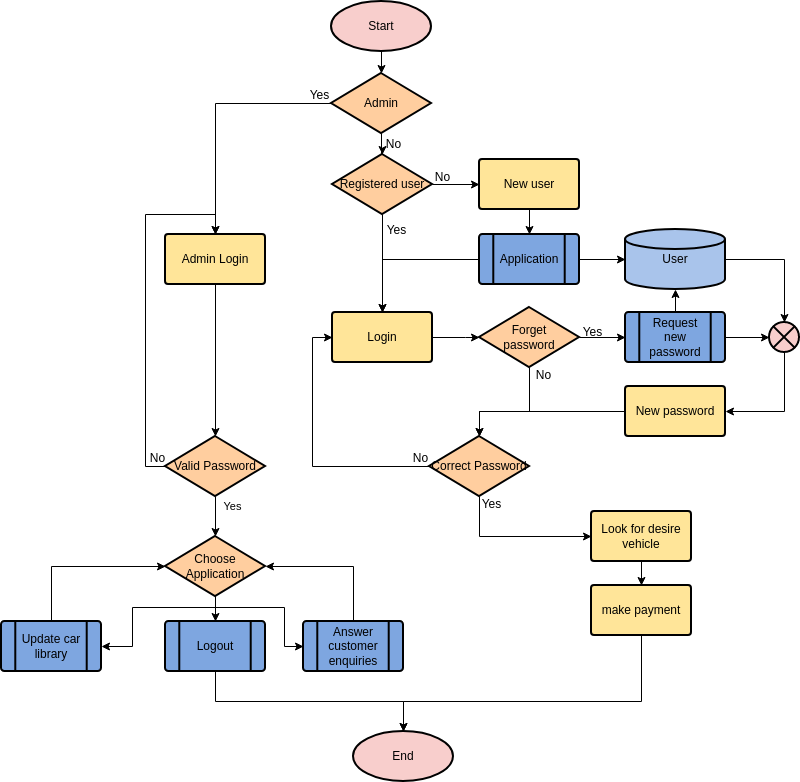 Start
Yes
Admin
No
Registered user
No
New user
Yes
Admin Login
Application
User
Login
Forget
password
Yes
Request
new
password
No
New password
No
Valid Password
No
Correct Password
Yes
Yes
Look for desire
vehicle
Choose
Application
make payment
Update car
library
Logout
Answer
customer
enquiries
End